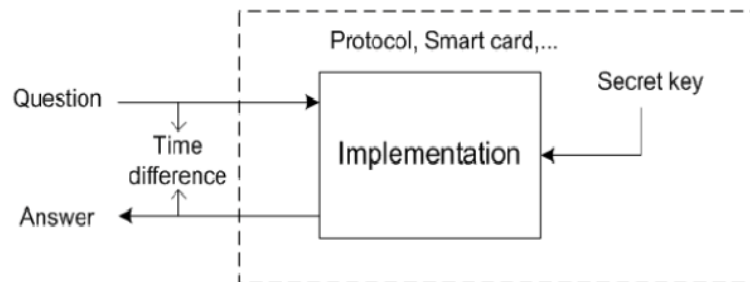 Protocol, Smart card,...
Question
Secret key
Time
difference
Implementation
Answer